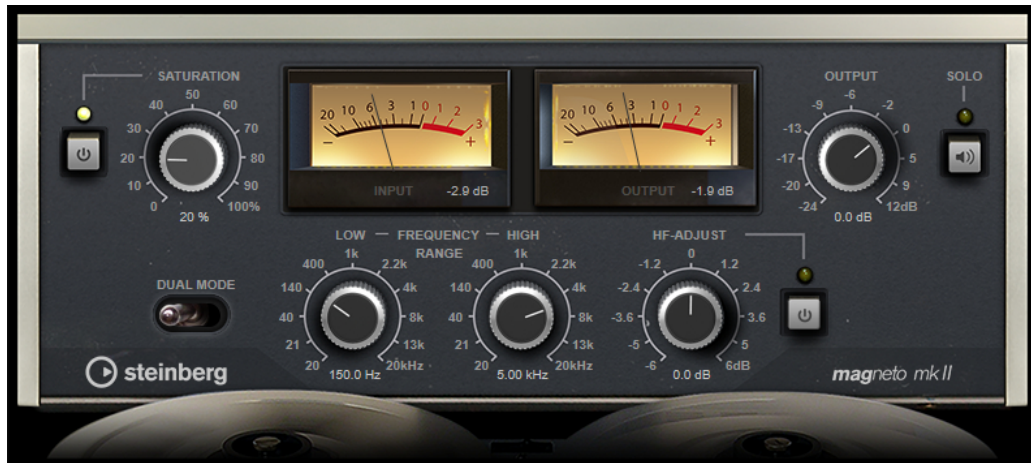 SATURATION
50
40 60
30 70
20 80
10 90
0 100%
20 %
20 10 6 3 1 0 1 2 3
- +
INPUT -2.9 dB
20 10 6 3 1 0 1 2 3
- +
OUTPUT -1.9 dB
OUTPUT
-6
-9 -2
-13 0
-17 5
-20 9
-24 12dB
0.0 dB
SOLO
DUAL MODE
LOW FREQUENCY HIGH
RANGE
1k
400 2.2k
140 4k
40 8k
21 13k
20 20kHz
150.0 Hz
1k
400 2.2k
140 4k
40 8k
21 13k
20 20kHz
5.00 kHz
HF-ADJUST
0
-1.2 1.2
-2.4 2.4
-3.6 3.6
-5 5
-6 6dB
0.0 dB
steinberg
magneto mk II